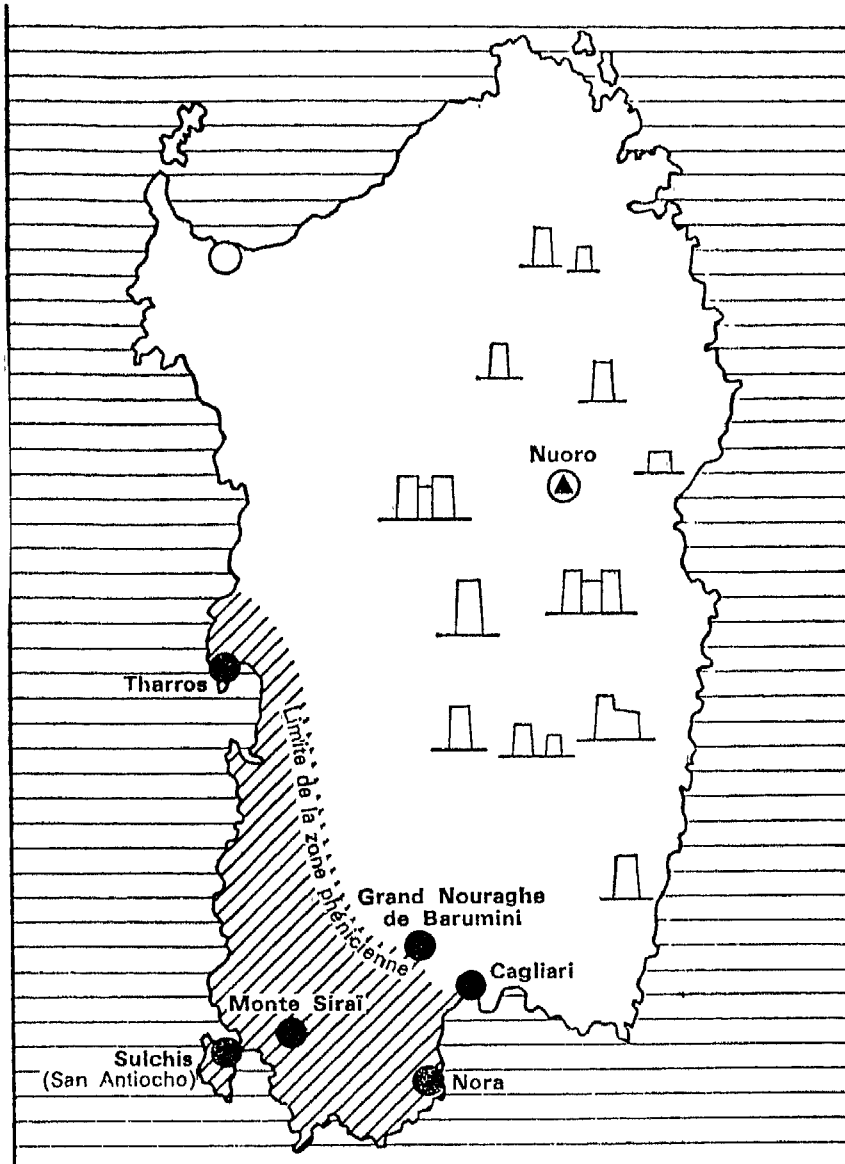 Nuoro
Tharros
Limite de la zone phénicienne
Grand Nouraghe
de Barumini
Cagliari
Monte Siraï
Sulchis
(San Antiocho)
Nora